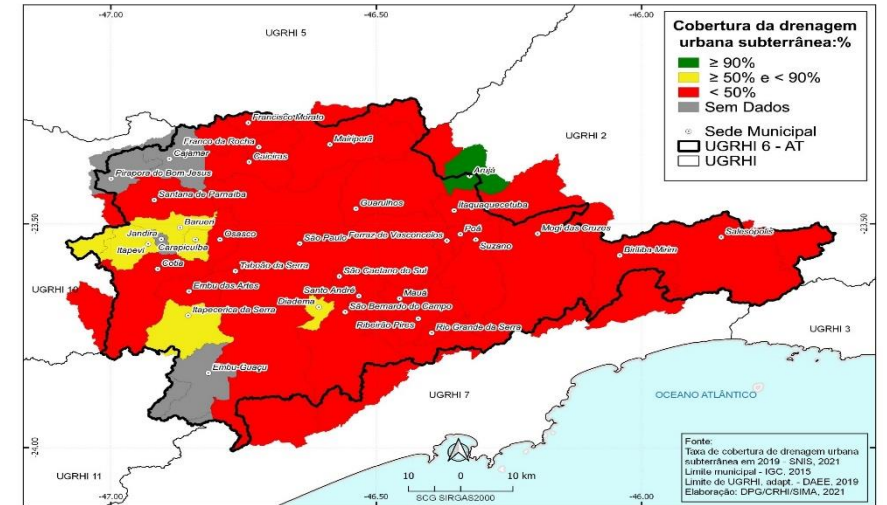 -47.00
-46.50
-46.00
UGRHI 5
Cobertura da drenagem
urbana subterrânea:%
≥ 90%
≥ 50% e < 90%
< 50%
Sem Dados
Sede Municipal
UGRHI 6 - AT
UGRHI
UGRHI 2
Francisco Morato
Franco da Rocha
Mairiporã
Cajamar
Caieiras
Pirapora do Bom Jesus
Arujá
Santana de Parnaíba
Guarulhos
Itaquaquecetuba
-23.50
-23.50
Barueri
Jandira
Osasco
São Paulo
Ferraz de Vasconcelos
Poá
Mogi das Cruzes
Salesópolis
Itapevi
Carapicuíba
Suzano
Biritiba-Mirim
Cotia
Taboão da Serra
São Caetano do Sul
UGRHI 10
Embu das Artes
Santo André
Mauá
Diadema
São Bernardo do Campo
Itapecerica da Serra
Ribeirão Pires
Rio Grande da Serra
UGRHI 3
Embu-Guaçu
UGRHI 7
OCEANO ATLÂNTICO
-24.00
-24.00
UGRHI 11
10 0 10 km
SCG SIRGAS2000
Fonte:
Taxa de cobertura de drenagem urbana
subterrânea em 2019 - SNIS, 2021
Limite municipal - IGC, 2015
Limite de UGRHI, adapt. - DAEE, 2019
Elaboração: DPG/CRHI/SIMA, 2021
-47.00
-46.50
-46.00